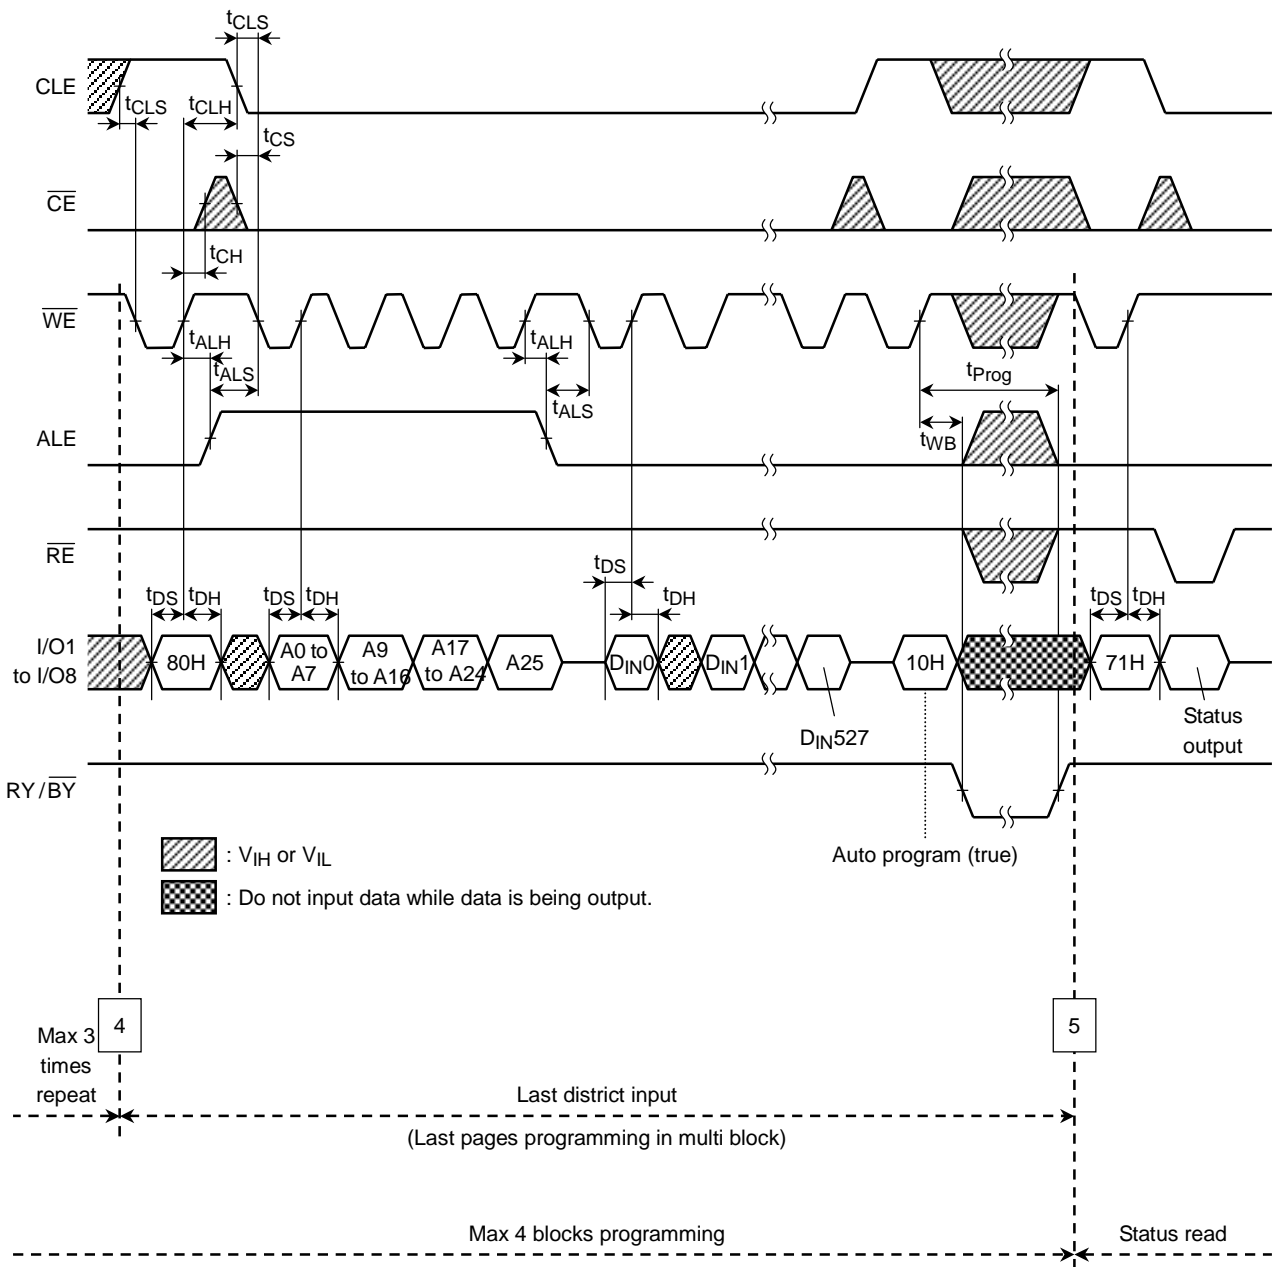 tCLS
CLE
tCLS
tCLH
tCS
CE
tCH
WE
tALH
tALS
tALH
tALS
tProg
ALE
tWB
RE
tDS
tDH
tDS
tDH
tDS
tDH
tDS
tDH
I/O1
to I/O8
80H
A0 to
A7
A9
to A16
A17
to A24
A25
DIN0
DIN1
DIN527
10H
71H
Status
output
RY/BY
: VIH or VIL
Auto program (true)
: Do not input data while data is being output.
Max 3
times
repeat
4
5
Last district input
(Last pages programming in multi block)
Max 4 blocks programming
Status read